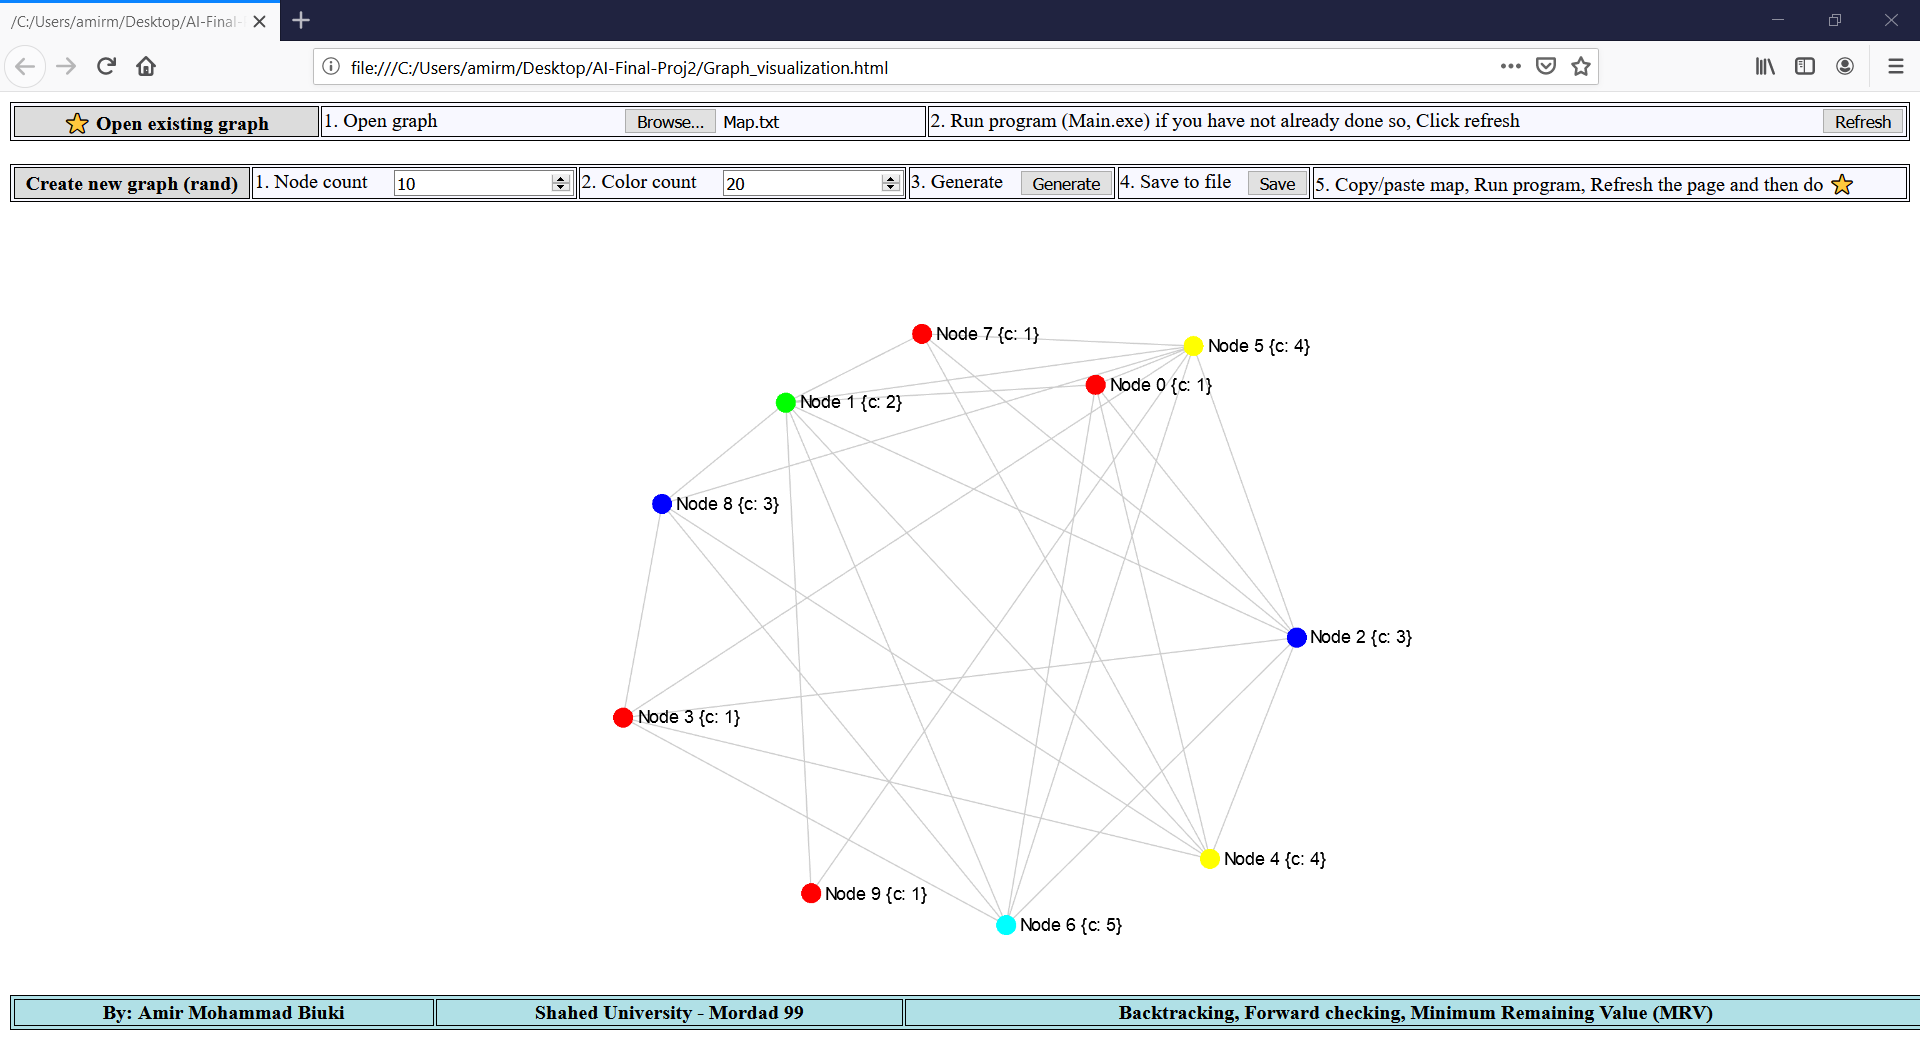 /C:/Users/amirm/Desktop/AI-Final-
file:///C:/Users/amirm/Desktop/AI-Final-Proj2/Graph_visualization.html
⭐ Open existing graph 1. Open graph Browse... Map.txt 2. Run program (Main.exe) if you have not already done so, Click refresh Refresh
Create new graph (rand) 1. Node count 10 2. Color count 20 3. Generate Generate 4. Save to file Save 5. Copy/paste map, Run program, Refresh the page and then do ⭐
Node 7 {c: 1}
Node 5 {c: 4}
Node 0 {c: 1}
Node 1 {c: 2}
Node 8 {c: 3}
Node 2 {c: 3}
Node 3 {c: 1}
Node 4 {c: 4}
Node 9 {c: 1}
Node 6 {c: 5}
By: Amir Mohammad Biuki Shahed University - Mordad 99 Backtracking, Forward checking, Minimum Remaining Value (MRV)